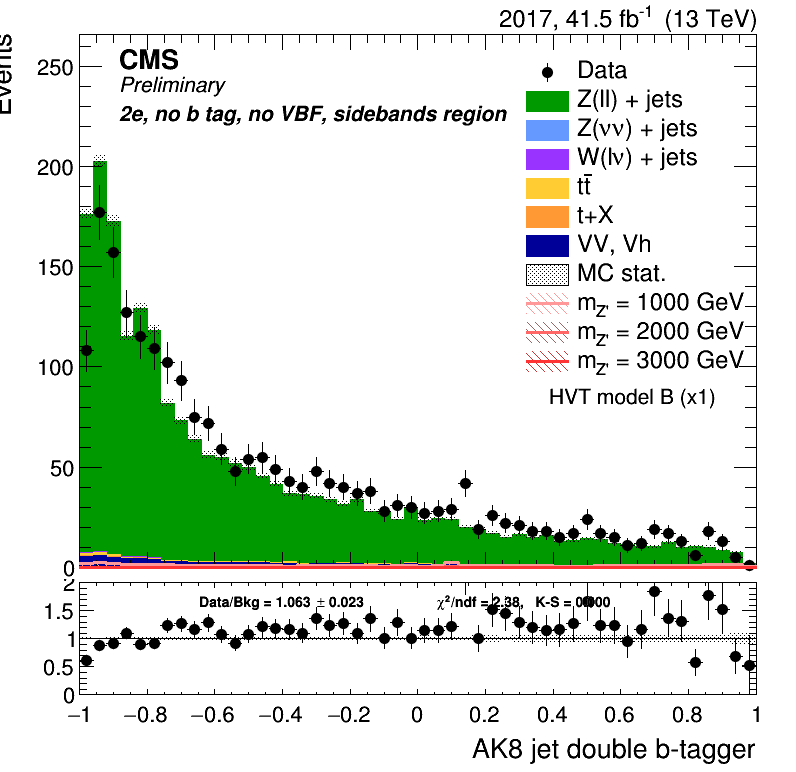 2017, 41.5 fb⁻¹ (13 TeV)
Events
CMS
Preliminary
2e, no b tag, no VBF, sidebands region
Data
Z(ll) + jets
Z(νν) + jets
W(lν) + jets
tt̄
t+X
VV, Vh
MC stat.
m_Z' = 1000 GeV
m_Z' = 2000 GeV
m_Z' = 3000 GeV
HVT model B (x1)
250
200
150
100
50
0
Data/Bkg = 1.063 ± 0.023
χ²/ndf = 2.38, K-S =
2
1.5
1
0.5
0
−1 −0.8 −0.6 −0.4 −0.2 0 0.2 0.4 0.6 0.8 1
AK8 jet double b-tagger